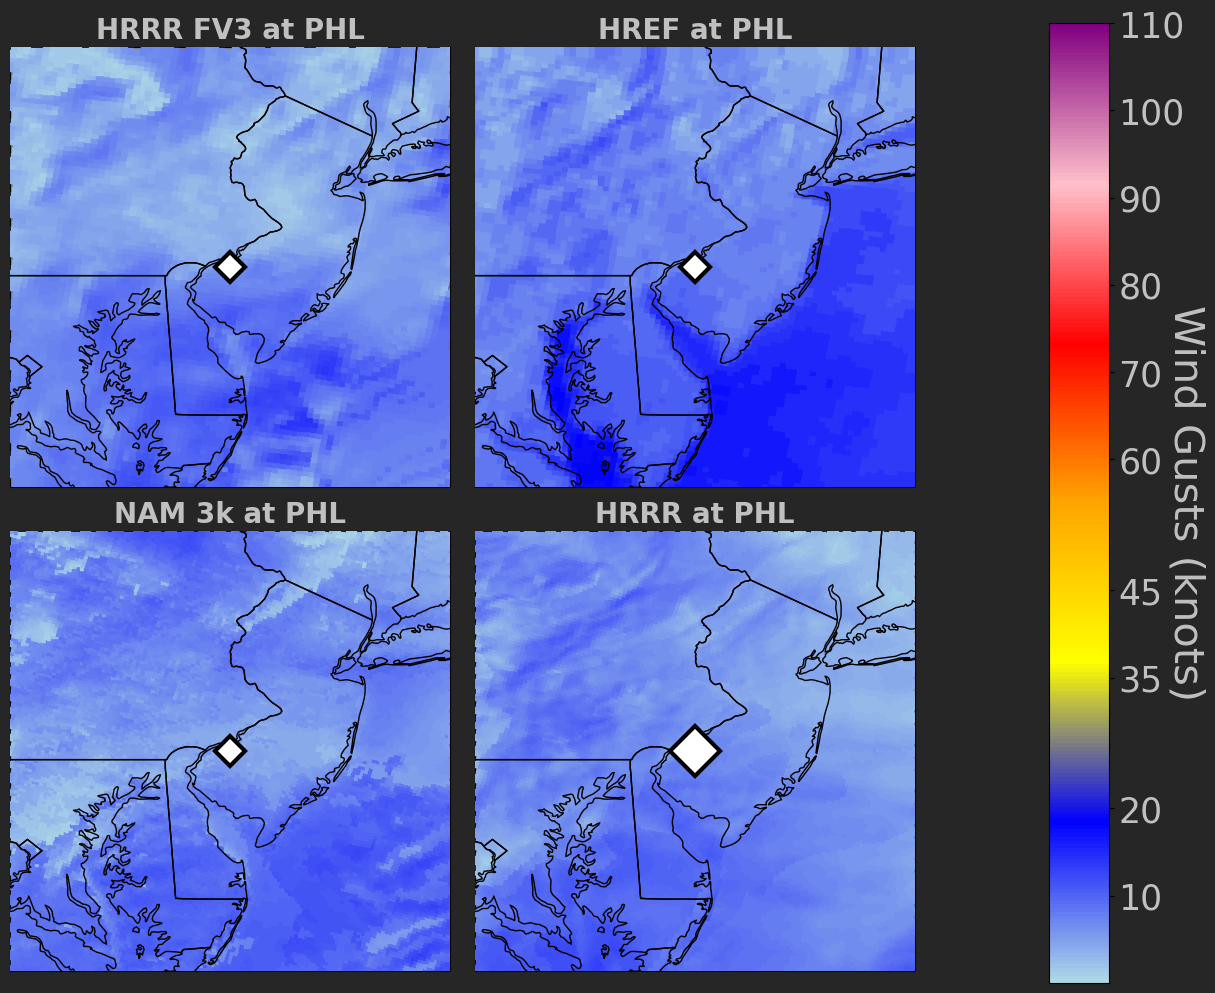 HRRR FV3 at PHL
HREF at PHL
NAM 3k at PHL
HRRR at PHL
110
100
90
80
70
60
45
35
20
10
Wind Gusts (knots)